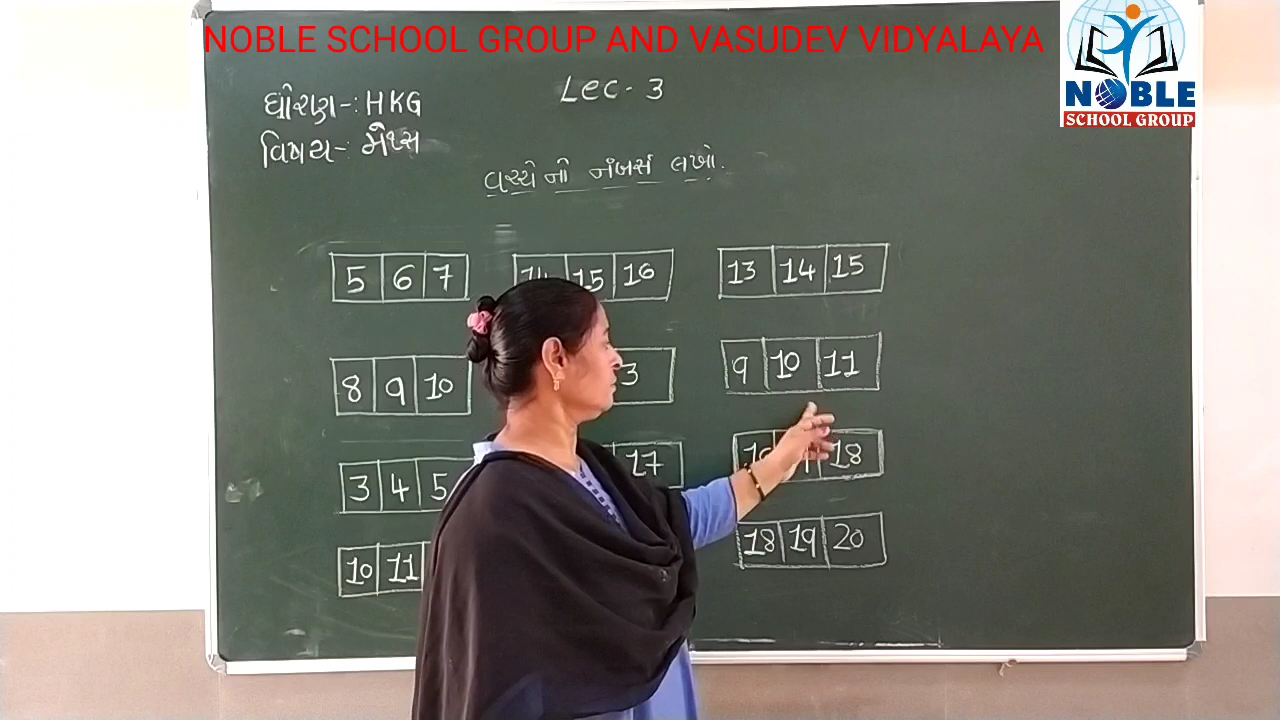 NOBLE SCHOOL GROUP AND VASUDEV VIDYALAYA
NOBLE
SCHOOL GROUP
Lec - 3
ધોરણ -: HKG
વિષય -: મેથ્સ
વચ્ચે નો નંબર્સ લખો.
5 6 7
14 15 16
13 14 15
8 9 10
3
9 10 11
3 4 5
17
18
10 11
18 19 20